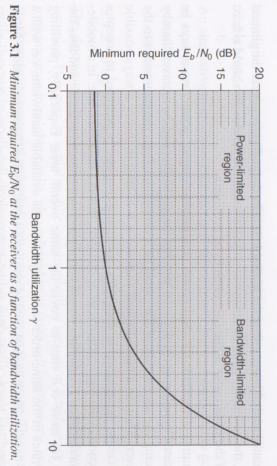 Minimum required Eb/N0 (dB)
20
15
10
5
0
-5
Power-limited
region
Bandwidth-limited
region
0.1
1
10
Bandwidth utilization γ
Figure 3.1 Minimum required Eb/N0 at the receiver as a function of bandwidth utilization.